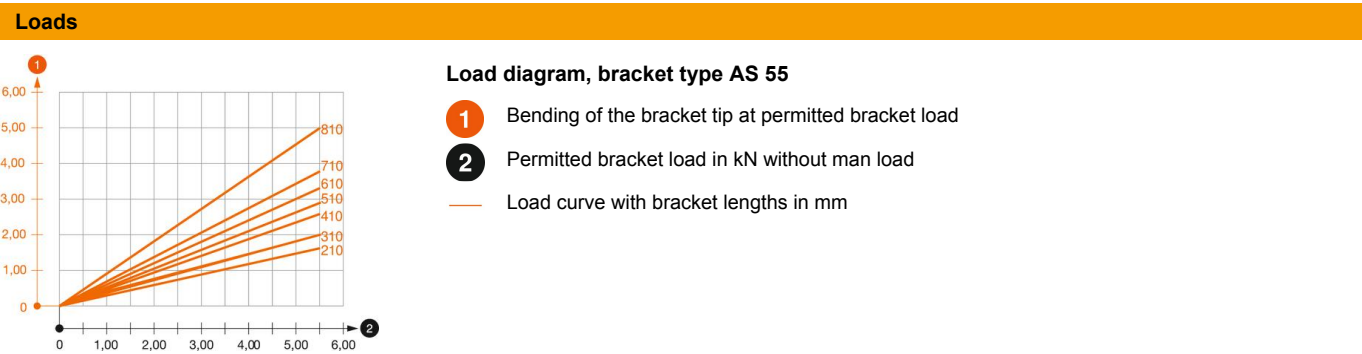 Loads
1
6,00
5,00
4,00
3,00
2,00
1,00
0
810
710
610
510
410
310
210
0 1,00 2,00 3,00 4,00 5,00 6,00
2
Load diagram, bracket type AS 55
1 Bending of the bracket tip at permitted bracket load
2 Permitted bracket load in kN without man load
Load curve with bracket lengths in mm